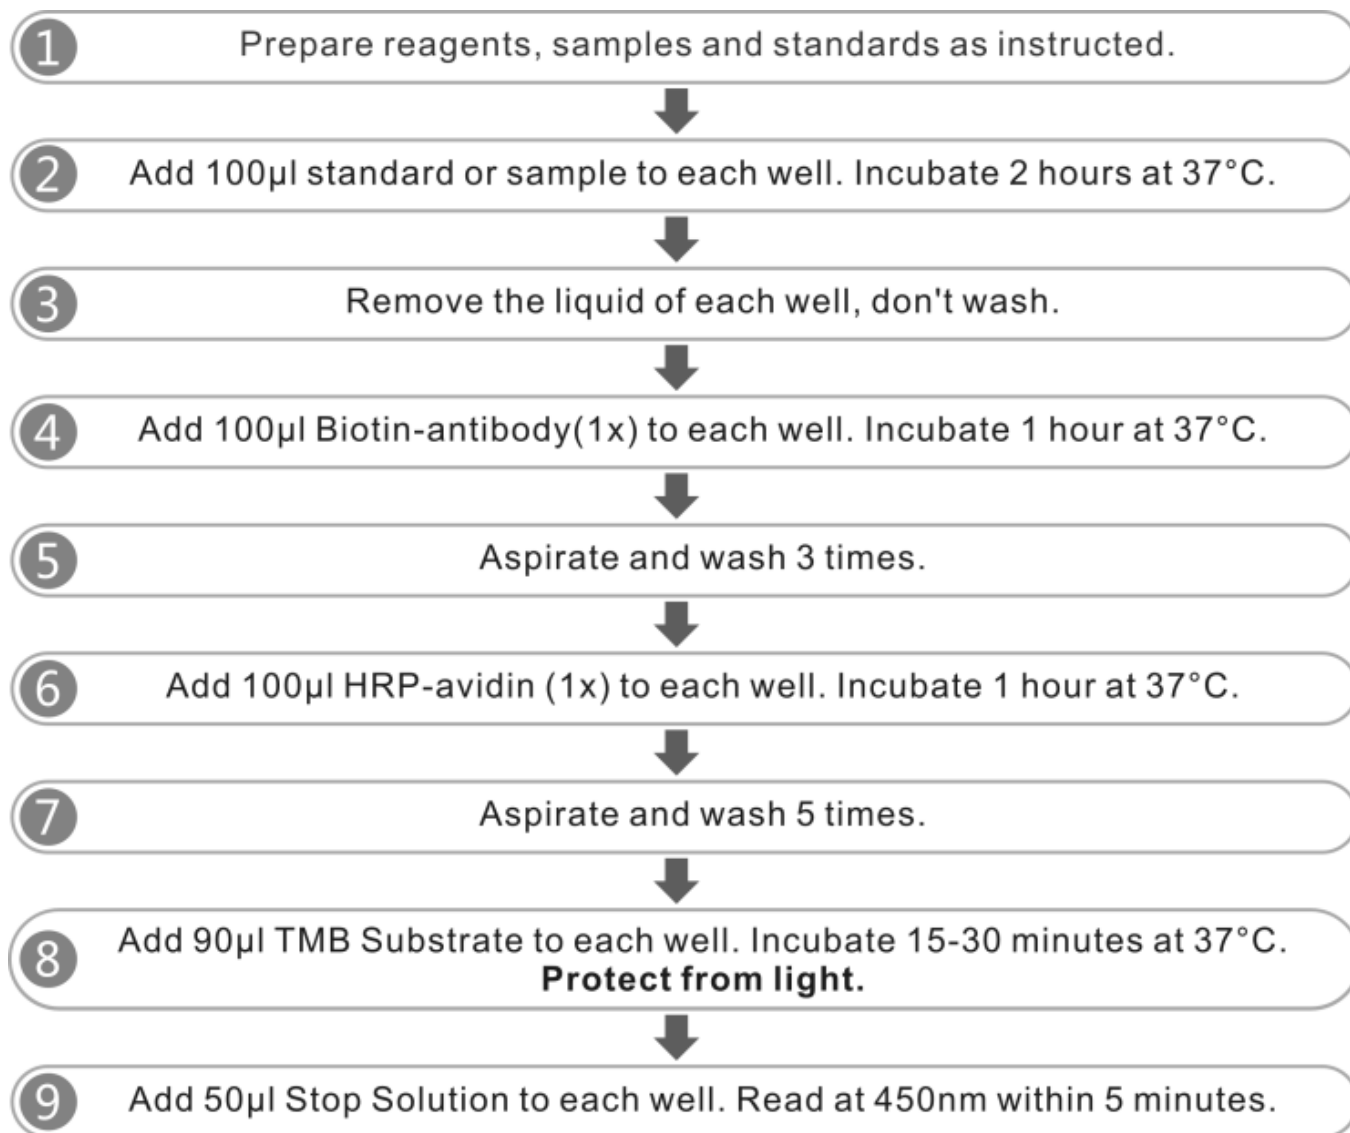 1 Prepare reagents, samples and standards as instructed.
2 Add 100µl standard or sample to each well. Incubate 2 hours at 37°C.
3 Remove the liquid of each well, don't wash.
4 Add 100µl Biotin-antibody(1x) to each well. Incubate 1 hour at 37°C.
5 Aspirate and wash 3 times.
6 Add 100µl HRP-avidin (1x) to each well. Incubate 1 hour at 37°C.
7 Aspirate and wash 5 times.
8 Add 90µl TMB Substrate to each well. Incubate 15-30 minutes at 37°C.
Protect from light.
9 Add 50µl Stop Solution to each well. Read at 450nm within 5 minutes.